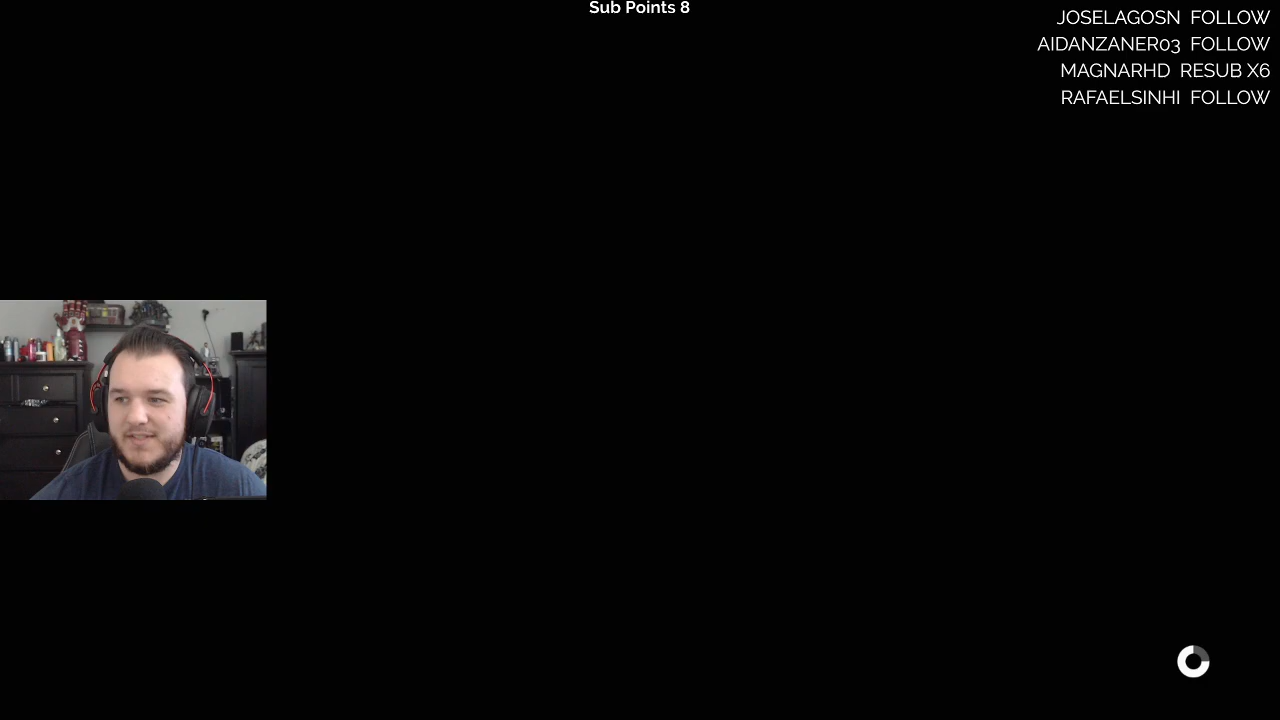 Sub Points 8
JOSELAGOSN FOLLOW
AIDANZANER03 FOLLOW
MAGNARHD RESUB X6
RAFAELSINHI FOLLOW